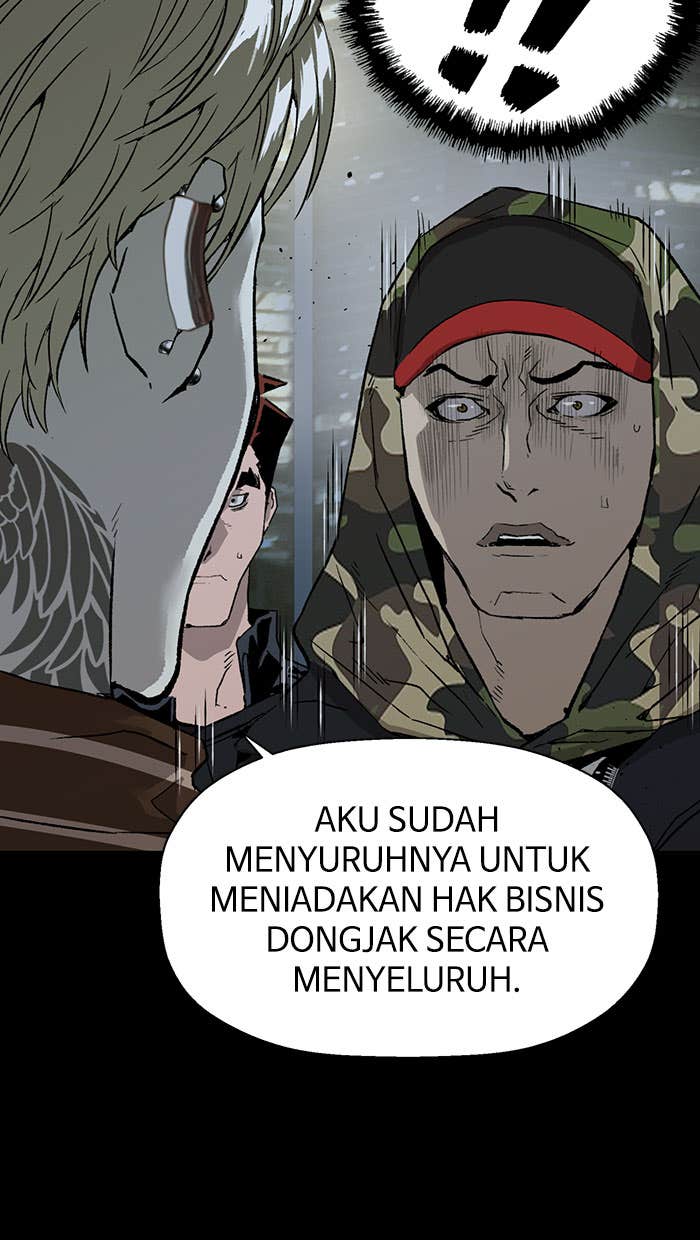 !!
AKU SUDAH
MENYURUHNYA UNTUK
MENIADAKAN HAK BISNIS
DONGJAK SECARA
MENYELURUH.